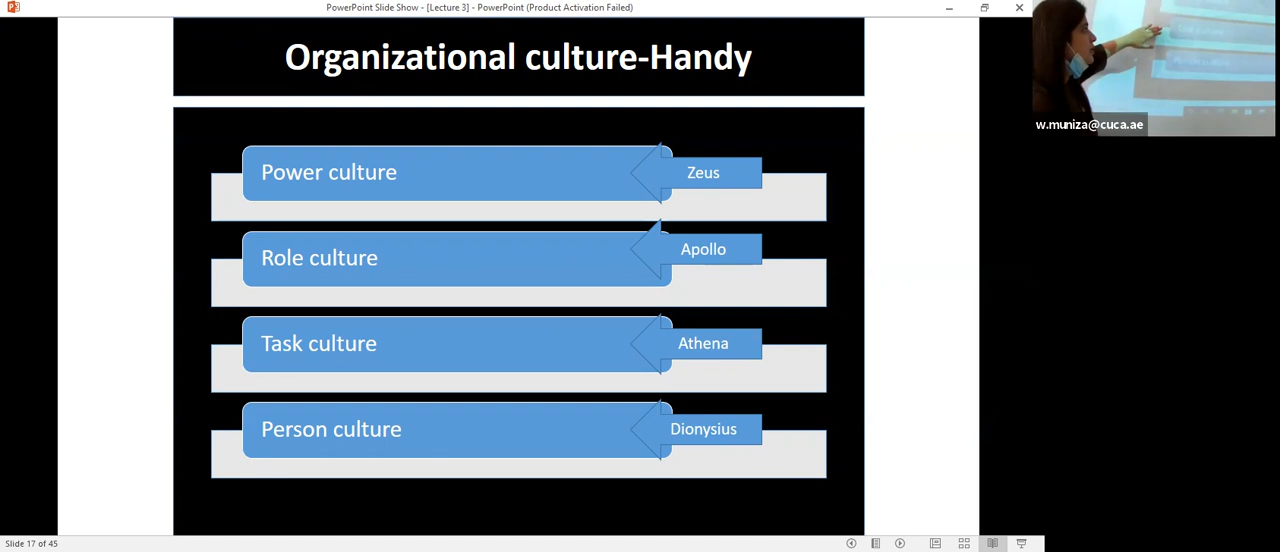 PowerPoint Slide Show - [Lecture 3] - PowerPoint (Product Activation Failed)
Organizational culture-Handy
w.muniza@cuca.ae
Power culture
Zeus
Role culture
Apollo
Task culture
Athena
Person culture
Dionysius
Slide 17 of 45